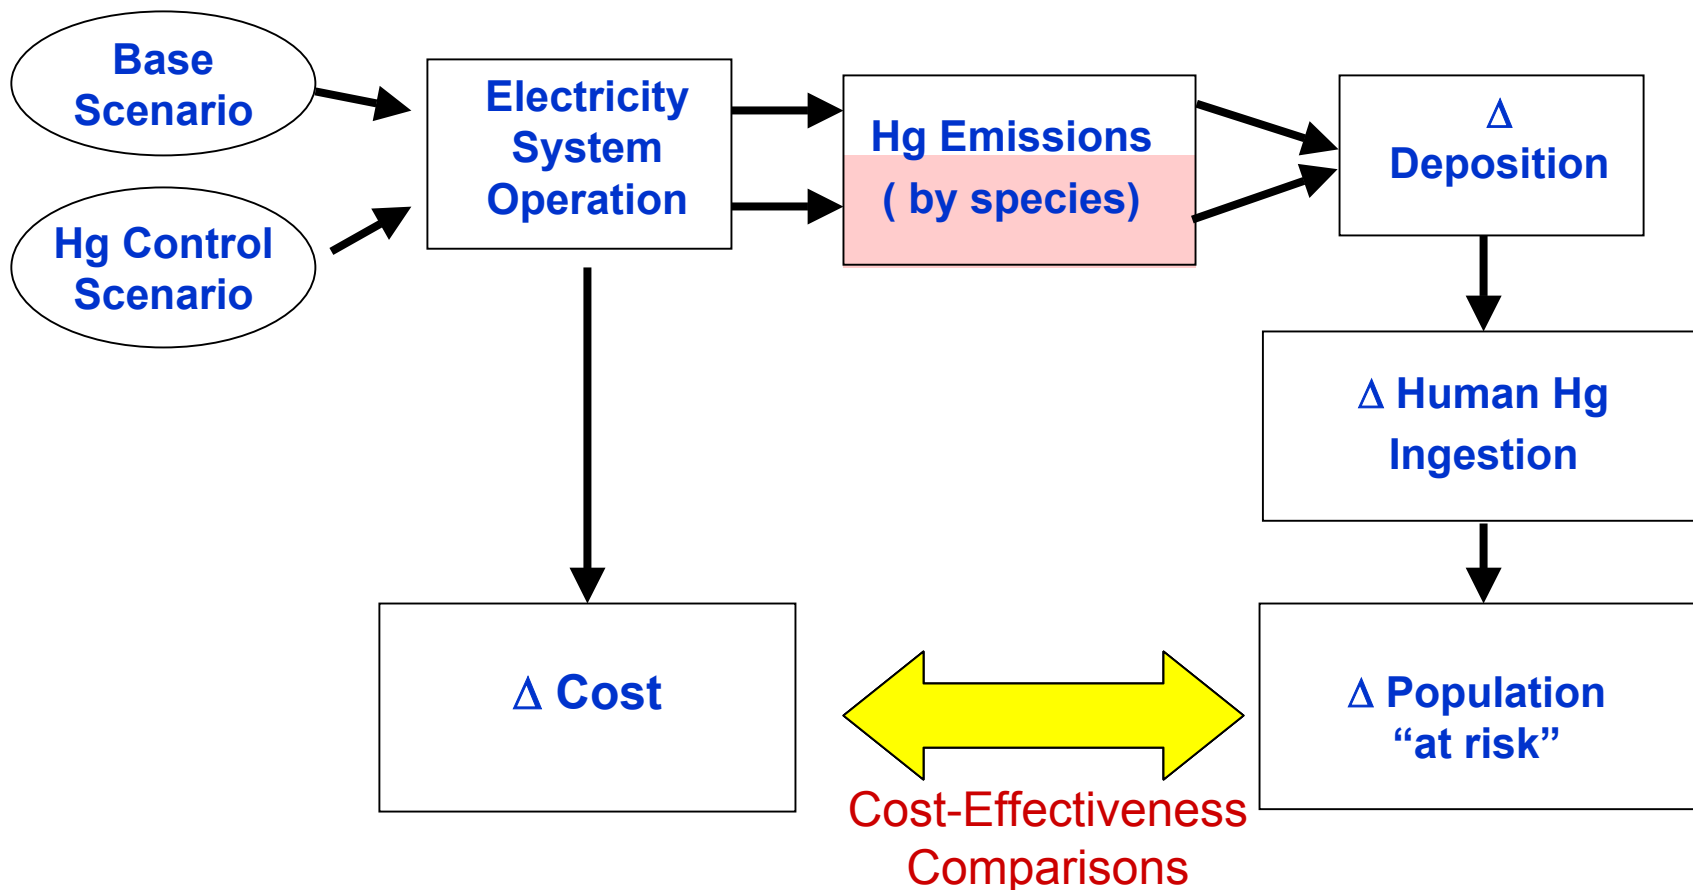 Base
Scenario
Hg Control
Scenario
Electricity
System
Operation
Hg Emissions
( by species)
Δ
Deposition
Δ Human Hg
Ingestion
Δ Cost
Δ Population
“at risk”
Cost-Effectiveness
Comparisons